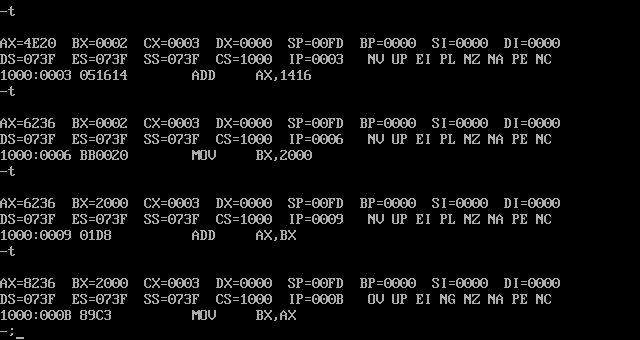 -t
AX=4E20 BX=0002 CX=0003 DX=0000 SP=00FD BP=0000 SI=0000 DI=0000
DS=073F ES=073F SS=073F CS=1000 IP=0003 NV UP EI PL NZ NA PE NC
1000:0003 051614 ADD AX,1416
-t
AX=6236 BX=0002 CX=0003 DX=0000 SP=00FD BP=0000 SI=0000 DI=0000
DS=073F ES=073F SS=073F CS=1000 IP=0006 NV UP EI PL NZ NA PE NC
1000:0006 BB0020 MOV BX,2000
-t
AX=6236 BX=2000 CX=0003 DX=0000 SP=00FD BP=0000 SI=0000 DI=0000
DS=073F ES=073F SS=073F CS=1000 IP=0009 NV UP EI PL NZ NA PE NC
1000:0009 01D8 ADD AX,BX
-t
AX=8236 BX=2000 CX=0003 DX=0000 SP=00FD BP=0000 SI=0000 DI=0000
DS=073F ES=073F SS=073F CS=1000 IP=000B OV UP EI NG NZ NA PE NC
1000:000B 89C3 MOV BX,AX
-;_